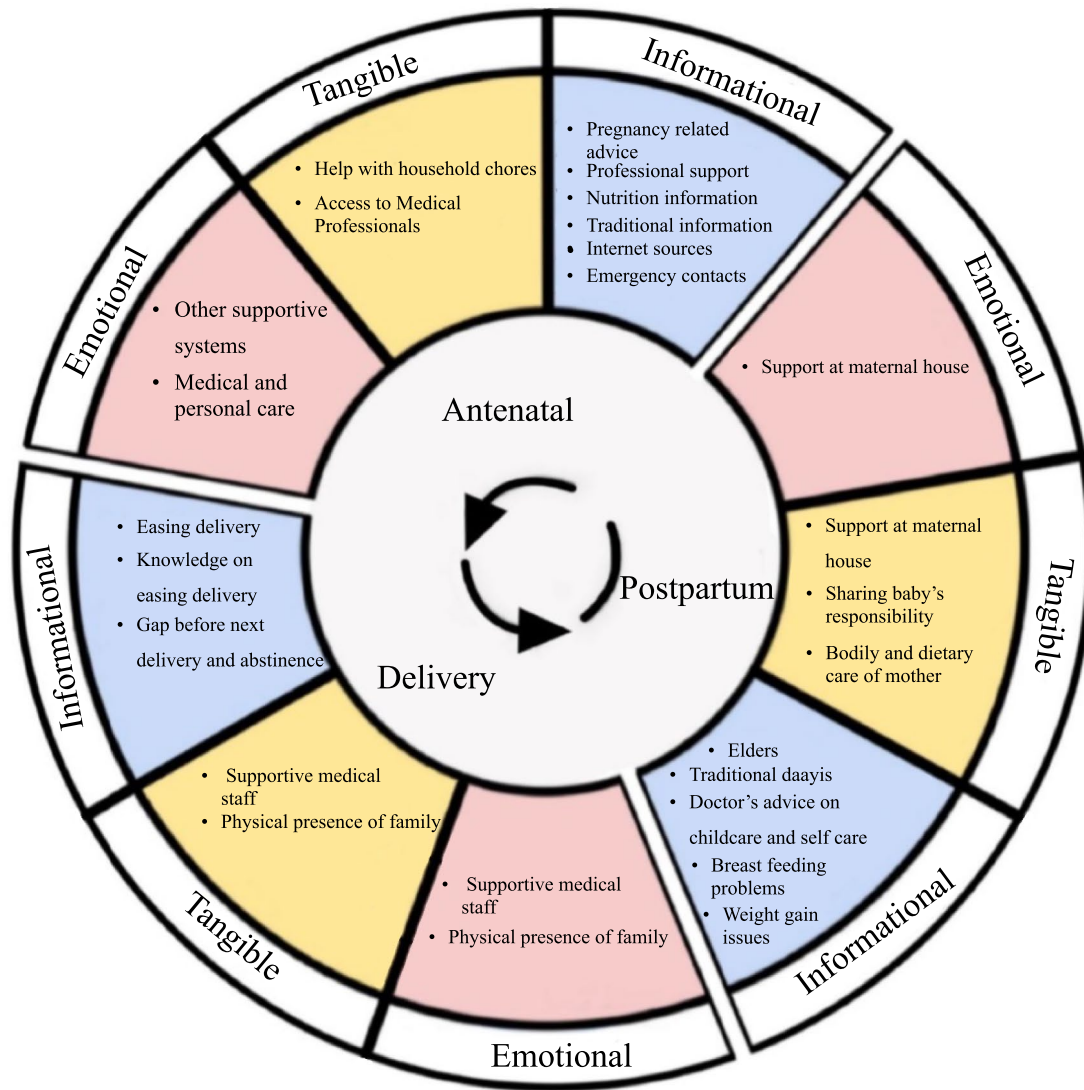 Tangible
• Help with household chores
• Access to Medical
Professionals
Informational
• Pregnancy related
advice
• Professional support
• Nutrition information
• Traditional information
• Internet sources
• Emergency contacts
Emotional
• Other supportive
systems
• Medical and
personal care
Emotional
• Support at maternal house
Tangible
• Support at maternal
house
• Sharing baby’s
responsibility
• Bodily and dietary
care of mother
Informational
• Elders
• Traditional daayis
• Doctor’s advice on
childcare and self care
• Breast feeding
problems
• Weight gain
issues
Informational
• Easing delivery
• Knowledge on
easing delivery
• Gap before next
delivery and abstinence
Tangible
• Supportive medical
staff
• Physical presence of family
Emotional
• Supportive medical
staff
• Physical presence of family
Antenatal
Postpartum
Delivery